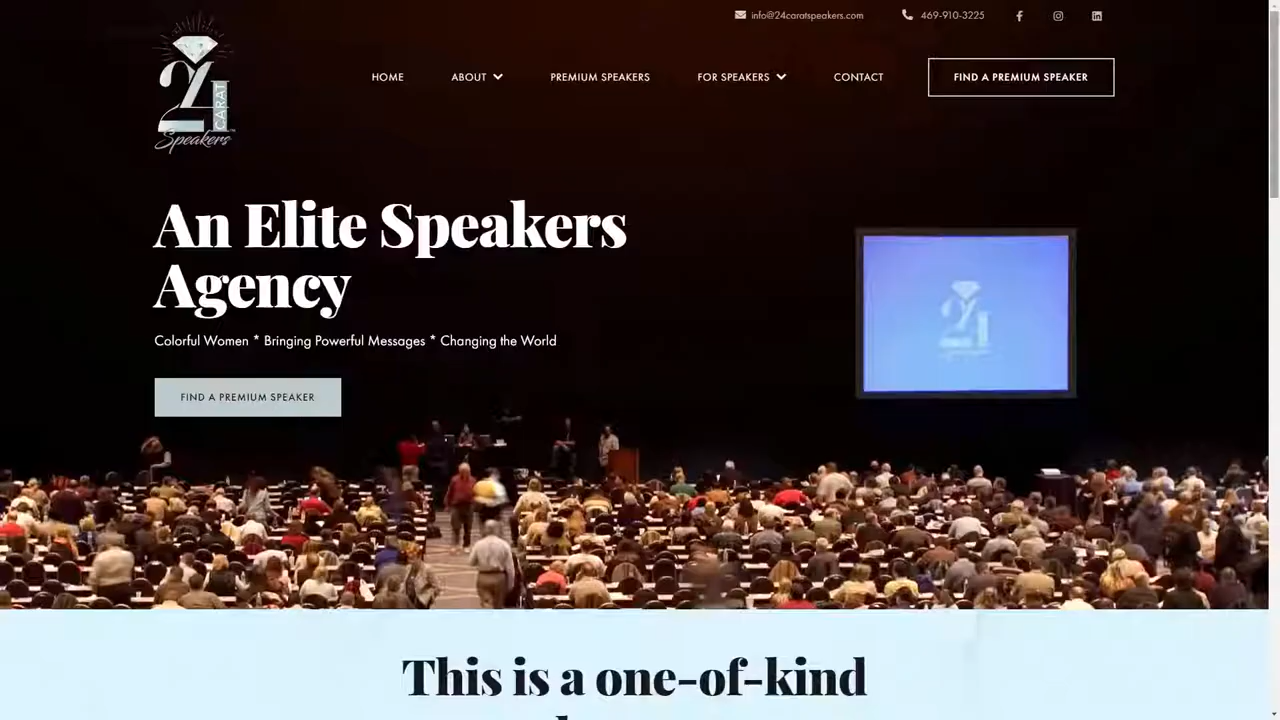 info@24caratspeakers.com
469-910-3225
24
CARAT
Speakers
HOME
ABOUT
PREMIUM SPEAKERS
FOR SPEAKERS
CONTACT
FIND A PREMIUM SPEAKER
An Elite Speakers
Agency
Colorful Women * Bringing Powerful Messages * Changing the World
FIND A PREMIUM SPEAKER
24
This is a one-of-kind